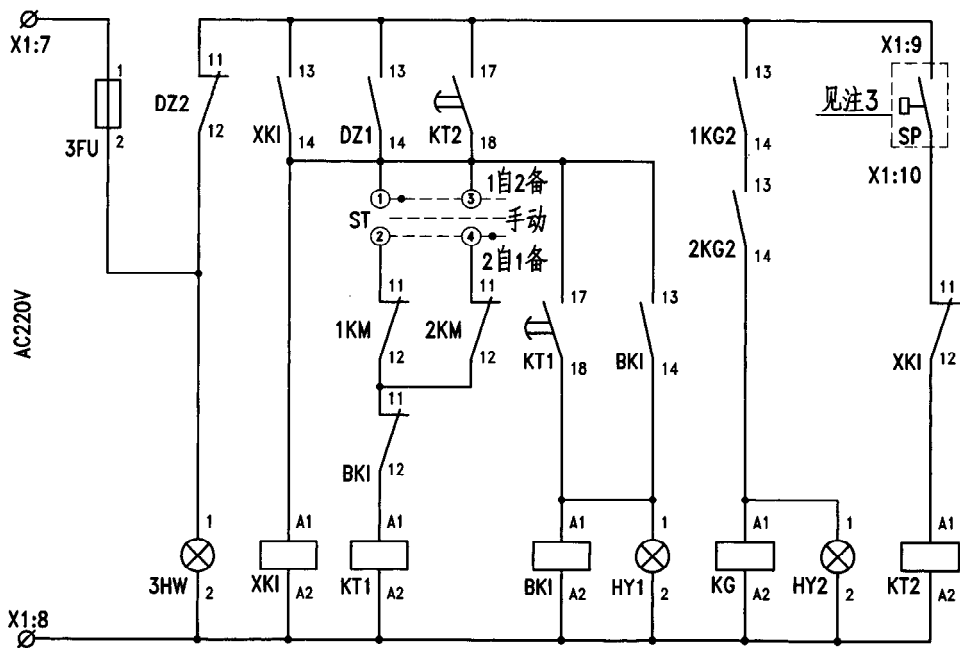 X1:7
11
13
13
17
13
X1:9
1
DZ2
见注3
3FU
2
12
XKI
14
DZ1
14
KT2
18
1KG2
14
SP
X1:10
1
3
1自2备
13
ST
手动
2
4
2自1备
2KG2
14
AC220V
11
11
17
13
11
1KM
2KM
12
12
KT1
18
BKI
14
XKI
12
11
BKI
12
1
A1
A1
A1
1
A1
1
A1
3HW
2
XKI
A2
KT1
A2
BKI
A2
HY1
2
KG
A2
HY2
2
KT2
A2
X1:8